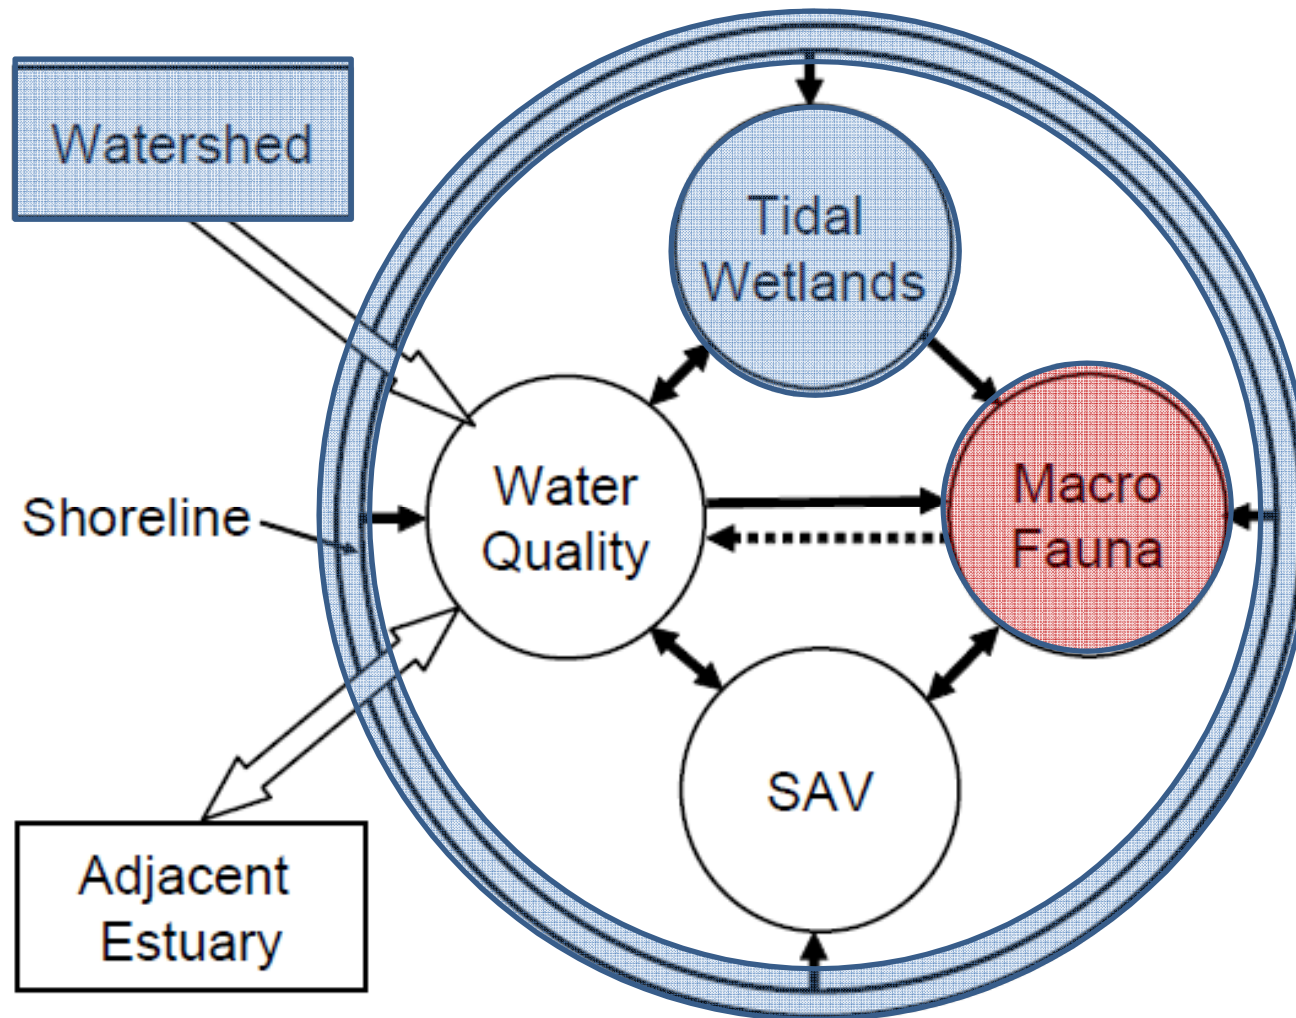 Watershed
Tidal
Wetlands
Water
Quality
Macro
Fauna
Shoreline
SAV
Adjacent
Estuary